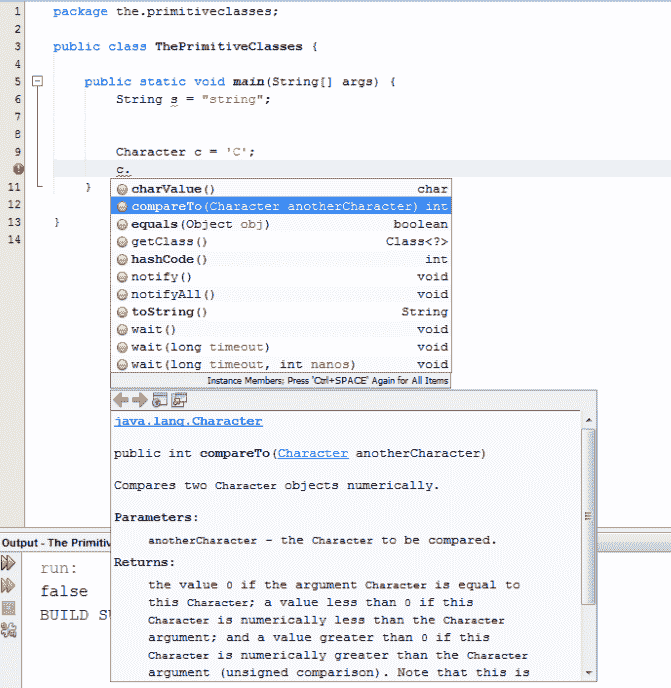 1 package the.primitiveclasses;
2
3 public class ThePrimitiveClasses {
4
5 public static void main(String[] args) {
6 String s = "string";
7
8
9 Character c = 'C';
c.
11 }
12
13 }
14
charValue() char
compareTo(Character anotherCharacter) int
equals(Object obj) boolean
getClass() Class<?>
hashCode() int
notify() void
notifyAll() void
toString() String
wait() void
wait(long timeout) void
wait(long timeout, int nanos) void
Instance Members; Press 'Ctrl+SPACE' Again for All Items
java.lang.Character
public int compareTo(Character anotherCharacter)
Compares two Character objects numerically.
Parameters:
anotherCharacter - the Character to be compared.
Returns:
the value 0 if the argument Character is equal to
this Character; a value less than 0 if this
Character is numerically less than the Character
argument; and a value greater than 0 if this
Character is numerically greater than the Character
argument (unsigned comparison). Note that this is
Output - The Primitiv
run:
false
BUILD SU